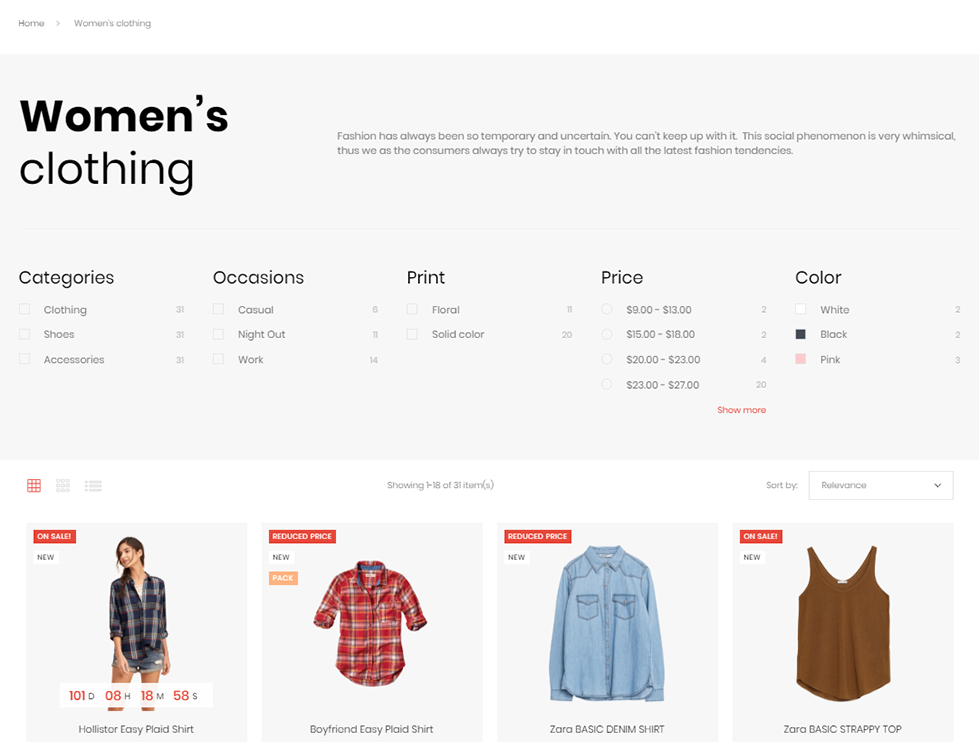 Home > Women's clothing
Women's
clothing
Fashion has always been so temporary and uncertain. You can't keep up with it. This social phenomenon is very whimsical,
thus we as the consumers always try to stay in touch with all the latest fashion tendencies.
Categories
Clothing 31
Shoes 31
Accessories 31
Occasions
Casual 6
Night Out 11
Work 14
Print
Floral 11
Solid color 20
Price
$9.00 - $13.00 2
$15.00 - $18.00 2
$20.00 - $23.00 4
$23.00 - $27.00 20
Show more
Color
White 2
Black 2
Pink 3
Showing 1-18 of 31 item(s)
Sort by: Relevance
ON SALE!
NEW
101 D 08 H 18 M 58 S
Hollistor Easy Plaid Shirt
REDUCED PRICE
NEW
PACK
Boyfriend Easy Plaid Shirt
REDUCED PRICE
NEW
Zara BASIC DENIM SHIRT
ON SALE!
NEW
Zara BASIC STRAPPY TOP